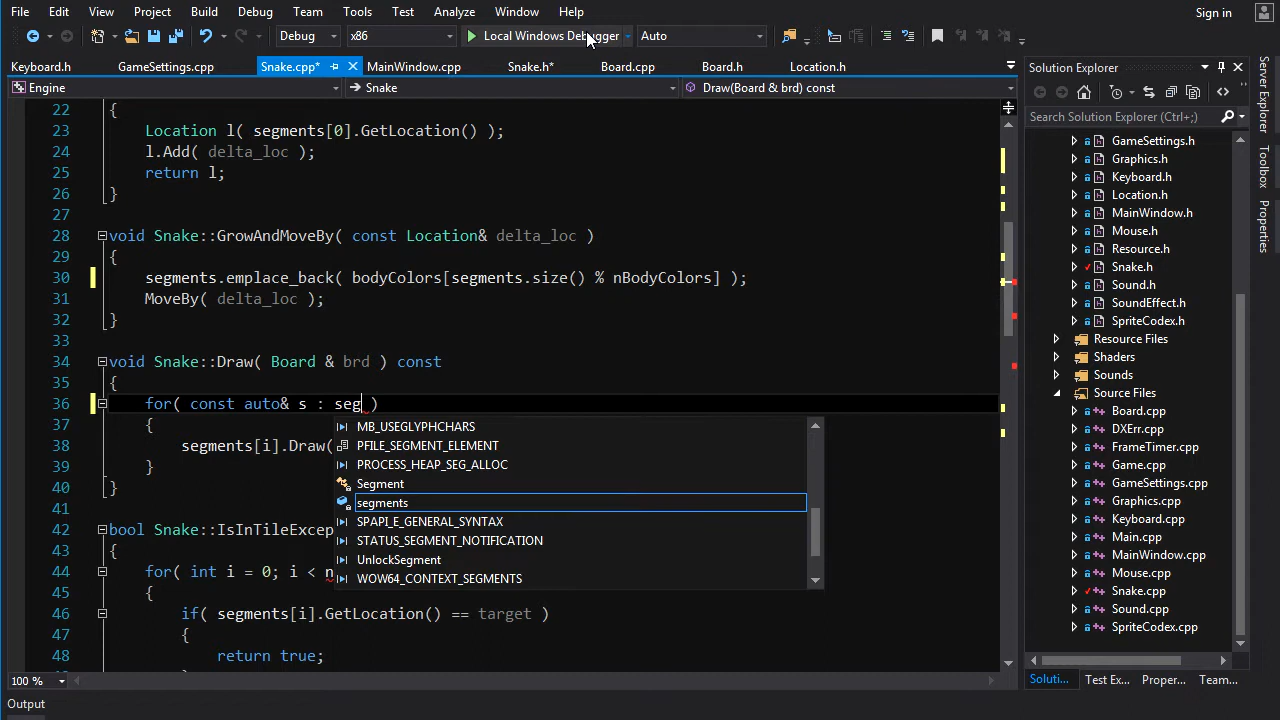 File Edit View Project Build Debug Team Tools Test Analyze Window Help Sign in
Debug x86 Local Windows Debugger Auto
Keyboard.h GameSettings.cpp Snake.cpp* MainWindow.cpp Snake.h* Board.cpp Board.h Location.h
Engine Snake Draw(Board & brd) const
22 {
23 Location l( segments[0].GetLocation() );
24 l.Add( delta_loc );
25 return l;
26 }
27
28 void Snake::GrowAndMoveBy( const Location& delta_loc )
29 {
30 segments.emplace_back( bodyColors[segments.size() % nBodyColors] );
31 MoveBy( delta_loc );
32 }
33
34 void Snake::Draw( Board & brd ) const
35 {
36 for( const auto& s : seg )
37 {
38 segments[i].Draw(
39 }
40 }
41
42 bool Snake::IsInTileExcep
43 {
44 for( int i = 0; i < n
45 {
46 if( segments[i].GetLocation() == target )
47 {
48 return true;
MB_USEGLYPHCHARS
PFILE_SEGMENT_ELEMENT
PROCESS_HEAP_SEG_ALLOC
Segment
segments
SPAPLE_GENERAL_SYNTAX
STATUS_SEGMENT_NOTIFICATION
UnlockSegment
WOW64_CONTEXT_SEGMENTS
100 %
Output
Solution Explorer
Search Solution Explorer (Ctrl+;)
GameSettings.h
Graphics.h
Keyboard.h
Location.h
MainWindow.h
Mouse.h
Resource.h
Snake.h
Sound.h
SoundEffect.h
SpriteCodex.h
Resource Files
Shaders
Sounds
Source Files
Board.cpp
DXErr.cpp
FrameTimer.cpp
Game.cpp
GameSettings.cpp
Graphics.cpp
Keyboard.cpp
Main.cpp
MainWindow.cpp
Mouse.cpp
Snake.cpp
Sound.cpp
SpriteCodex.cpp
Soluti... Test Ex... Proper... Team...
Server Explorer
Toolbox
Properties